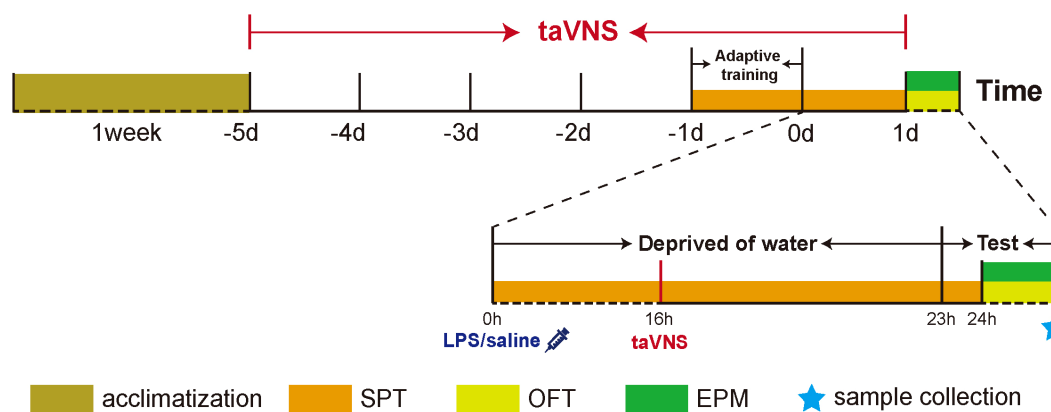 taVNS
Adaptive
training
Time
1week
-5d
-4d
-3d
-2d
-1d
0d
1d
Deprived of water
Test
0h
16h
23h
24h
LPS/saline
taVNS
acclimatization
SPT
OFT
EPM
sample collection